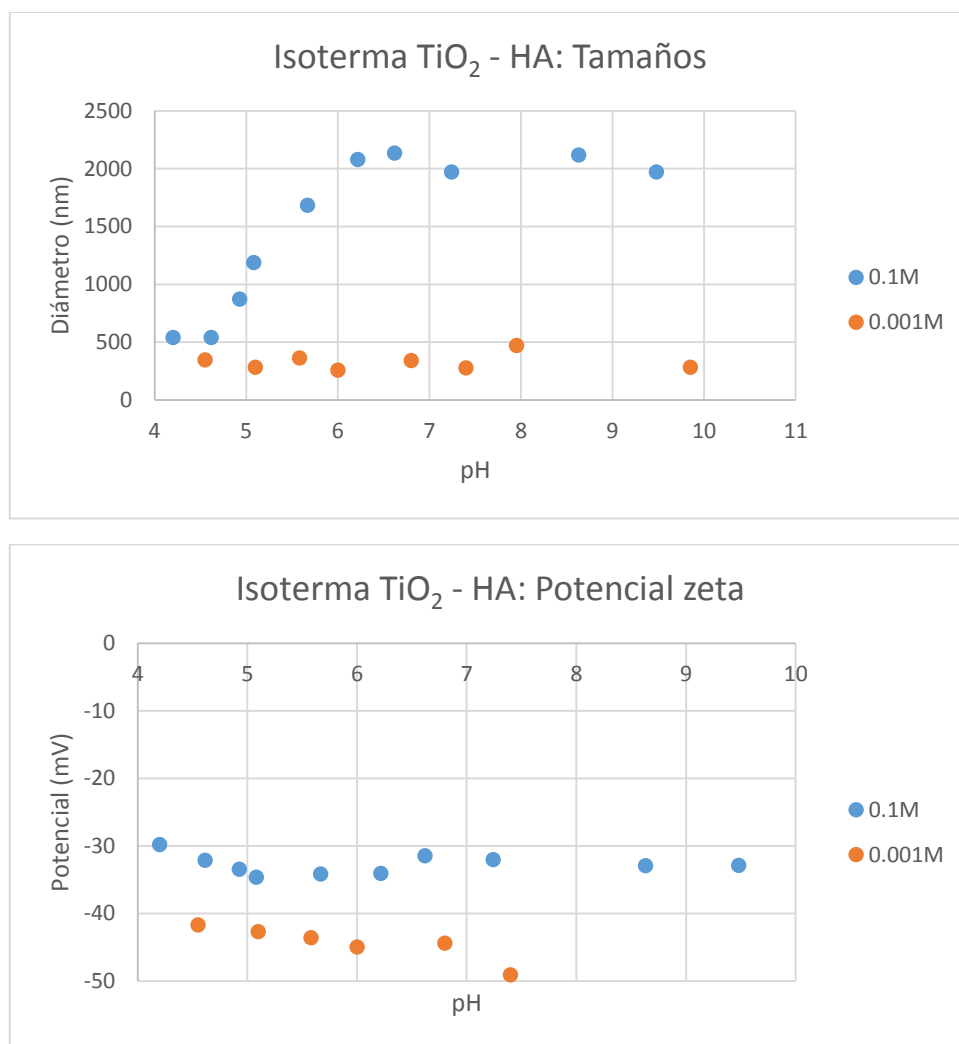 Isoterma TiO₂ - HA: Tamaños
2500
2000
1500
1000
500
0
Diámetro (nm)
4 5 6 7 8 9 10 11
pH
0.1M
0.001M
Isoterma TiO₂ - HA: Potencial zeta
0
-10
-20
-30
-40
-50
Potencial (mV)
4 5 6 7 8 9 10
pH
0.1M
0.001M